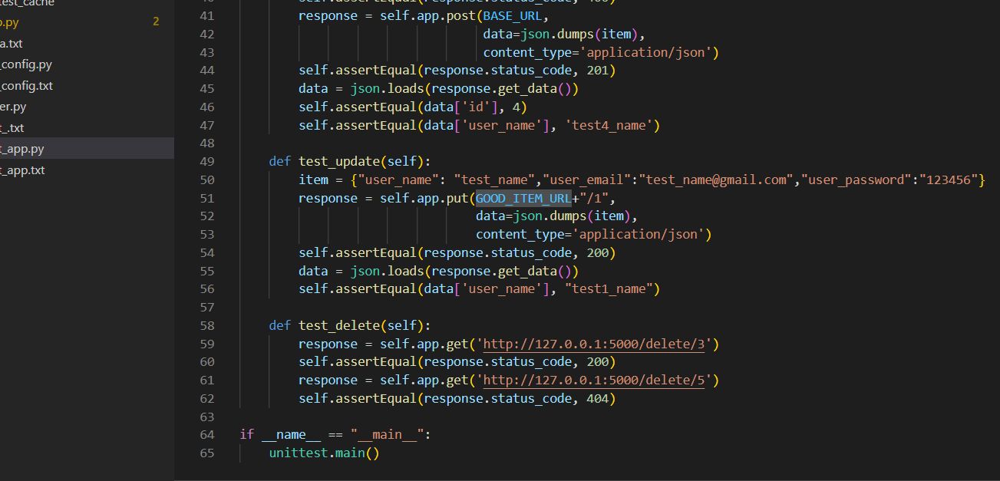 test_cache
p.py 2
a.txt
_config.py
_config.txt
er.py
t_.txt
t_app.py
t_app.txt
41 response = self.app.post(BASE_URL,
42 data=json.dumps(item),
43 content_type='application/json')
44 self.assertEqual(response.status_code, 201)
45 data = json.loads(response.get_data())
46 self.assertEqual(data['id'], 4)
47 self.assertEqual(data['user_name'], 'test4_name')
48
49 def test_update(self):
50 item = {"user_name": "test_name","user_email":"test_name@gmail.com","user_password":"123456"}
51 response = self.app.put(GOOD_ITEM_URL+"/1",
52 data=json.dumps(item),
53 content_type='application/json')
54 self.assertEqual(response.status_code, 200)
55 data = json.loads(response.get_data())
56 self.assertEqual(data['user_name'], "test1_name")
57
58 def test_delete(self):
59 response = self.app.get('http://127.0.0.1:5000/delete/3')
60 self.assertEqual(response.status_code, 200)
61 response = self.app.get('http://127.0.0.1:5000/delete/5')
62 self.assertEqual(response.status_code, 404)
63
64 if __name__ == "__main__":
65 unittest.main()